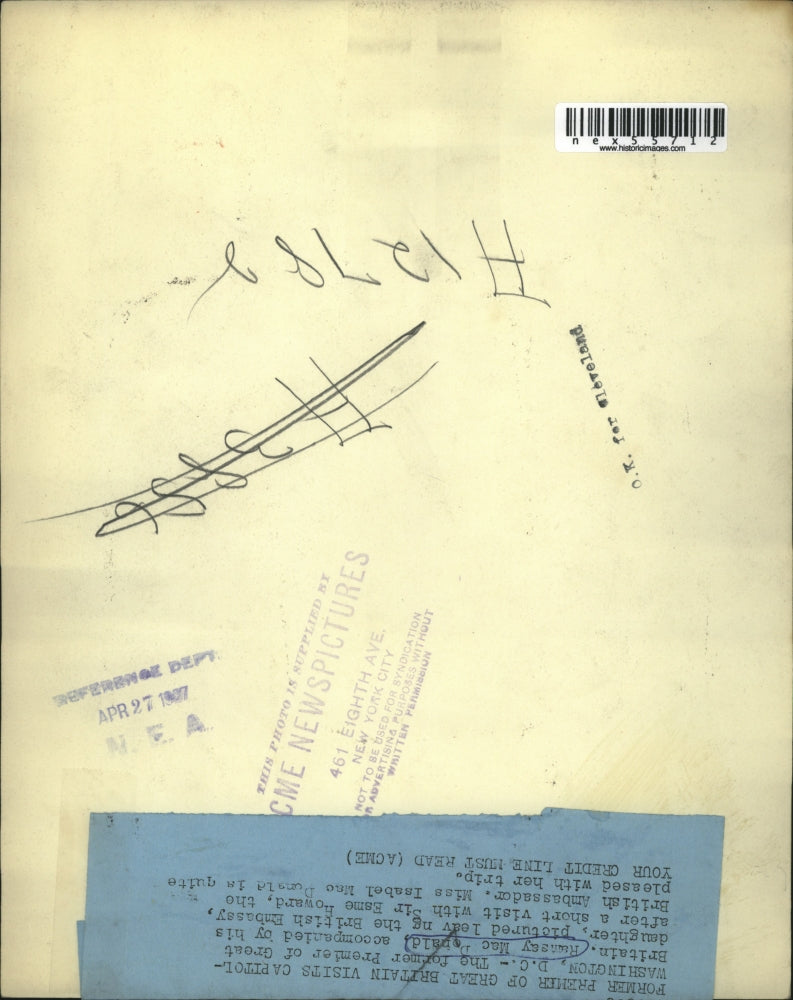 nex55712
www.historicimages.com
O.K. for Cleveland
THIS PHOTO IS SUPPLIED BY
CME NEWSPICTURES
461 EIGHTH AVE.
NEW YORK CITY
NOT TO BE USED FOR SYNDICATION
R ADVERTISING PURPOSES WITHOUT
WRITTEN PERMISSION
REFERENCE DEPT.
APR 27 1937
N. E. A.
FORMER PREMIER OF GREAT BRITAIN VISITS CAPITOL-
WASHINGTON, D.C. - The former Premier of Great
Britain. Ramsay Mac Donald, accompanied by his
daughter, pictured leav ng the British Embassy,
after a short visit with Sir Esme Howard, the
British Ambassador. Miss Isabel Mac Donald is quite
pleased with her trip.
YOUR CREDIT LINE MUST READ (ACME)